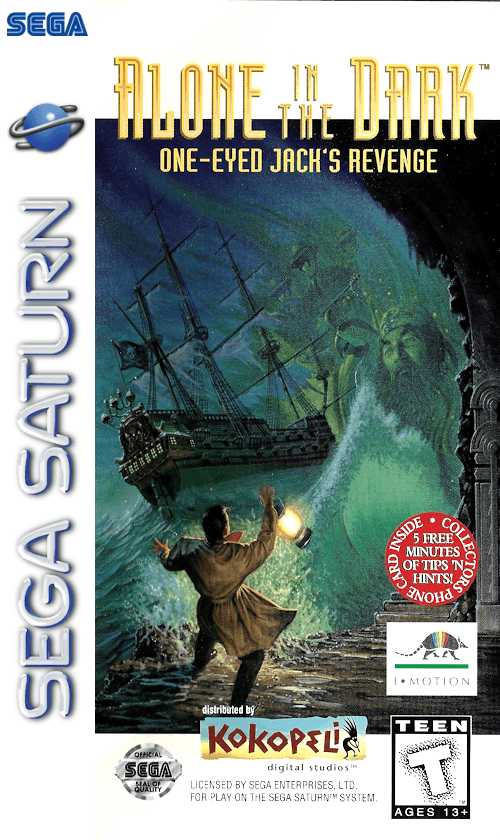 SEGA
ALONE IN THE DARK™
ONE-EYED JACK'S REVENGE
SEGA SATURN
COLLECTORS PHONE CARD INSIDE •
5 FREE
MINUTES
OF TIPS 'N
HINTS!
I•MOTION
distributed by
KOKOPELI
digital studios™
OFFICIAL
SEGA
SEAL OF
QUALITY
LICENSED BY SEGA ENTERPRISES, LTD.
FOR PLAY ON THE SEGA SATURN™ SYSTEM.
TEEN
T
AGES 13+